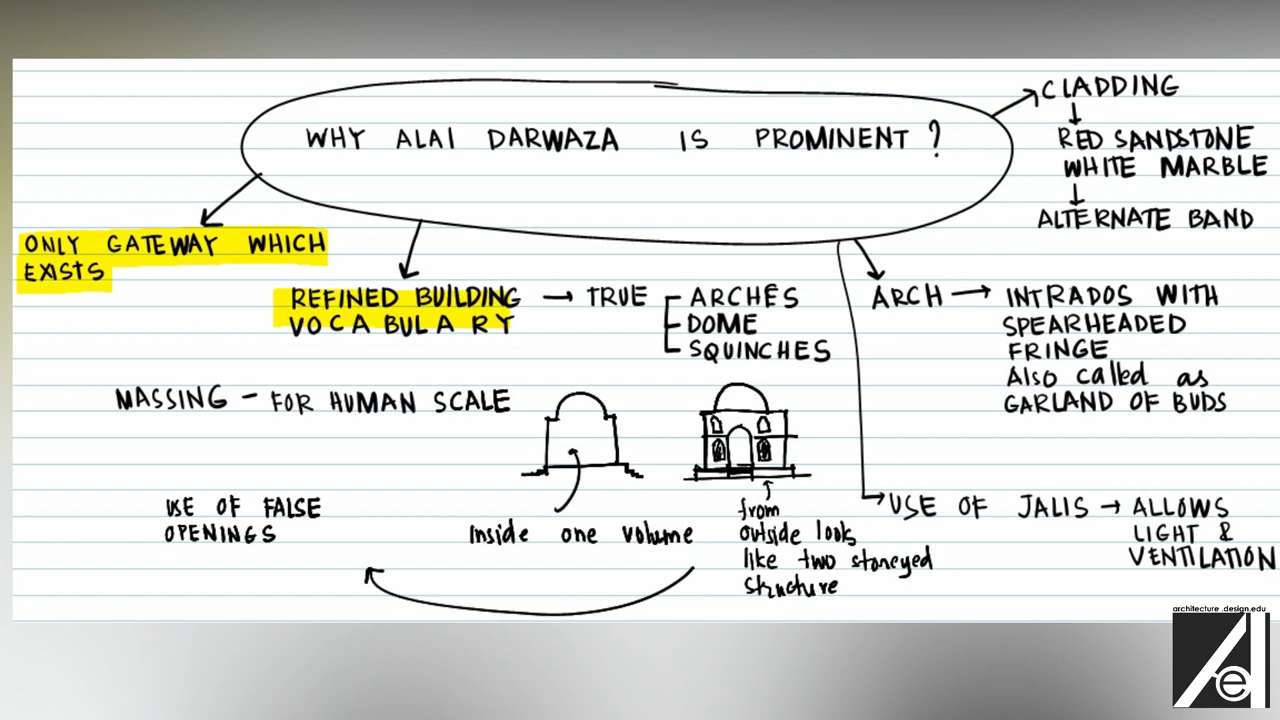 WHY ALAI DARWAZA IS PROMINENT ?
CLADDING
RED SANDSTONE
WHITE MARBLE
ALTERNATE BAND
ONLY GATEWAY WHICH
EXISTS
REFINED BUILDING → TRUE
VOCABULARY
ARCHES
DOME
SQUINCHES
ARCH → INTRADOS WITH
SPEARHEADED
FRINGE
Also called as
GARLAND OF BUDS
MASSING - FOR HUMAN SCALE
USE OF FALSE
OPENINGS
Inside one volume
from
outside looks
like two storeyed
structure
USE OF JALIS → ALLOWS
LIGHT &
VENTILATION
architecture .design.edu
A e